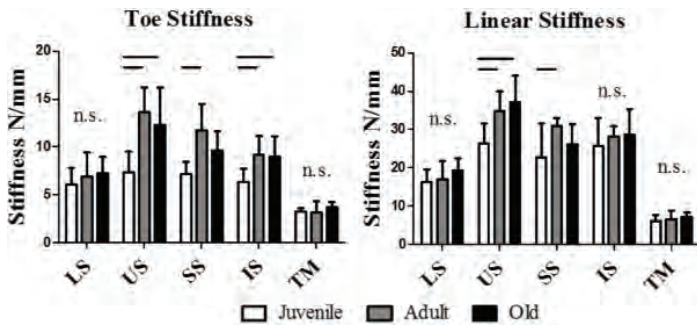 Toe Stiffness
Stiffness N/mm
20
15
10
5
0
n.s.
n.s.
LS
US
SS
IS
TM
Linear Stiffness
Stiffness N/mm
50
40
30
20
10
0
n.s.
n.s.
n.s.
LS
US
SS
IS
TM
Juvenile
Adult
Old